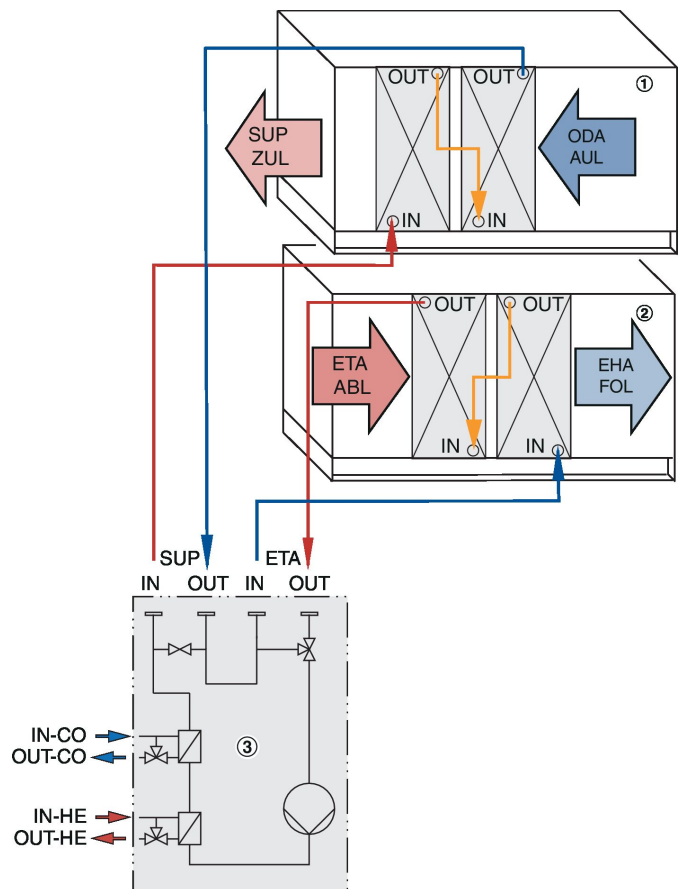 OUT OUT ①
SUP
ZUL
ODA
AUL
IN IN
OUT OUT ②
ETA
ABL
EHA
FOL
IN IN
SUP ETA
IN OUT IN OUT
IN-CO
OUT-CO
③
IN-HE
OUT-HE